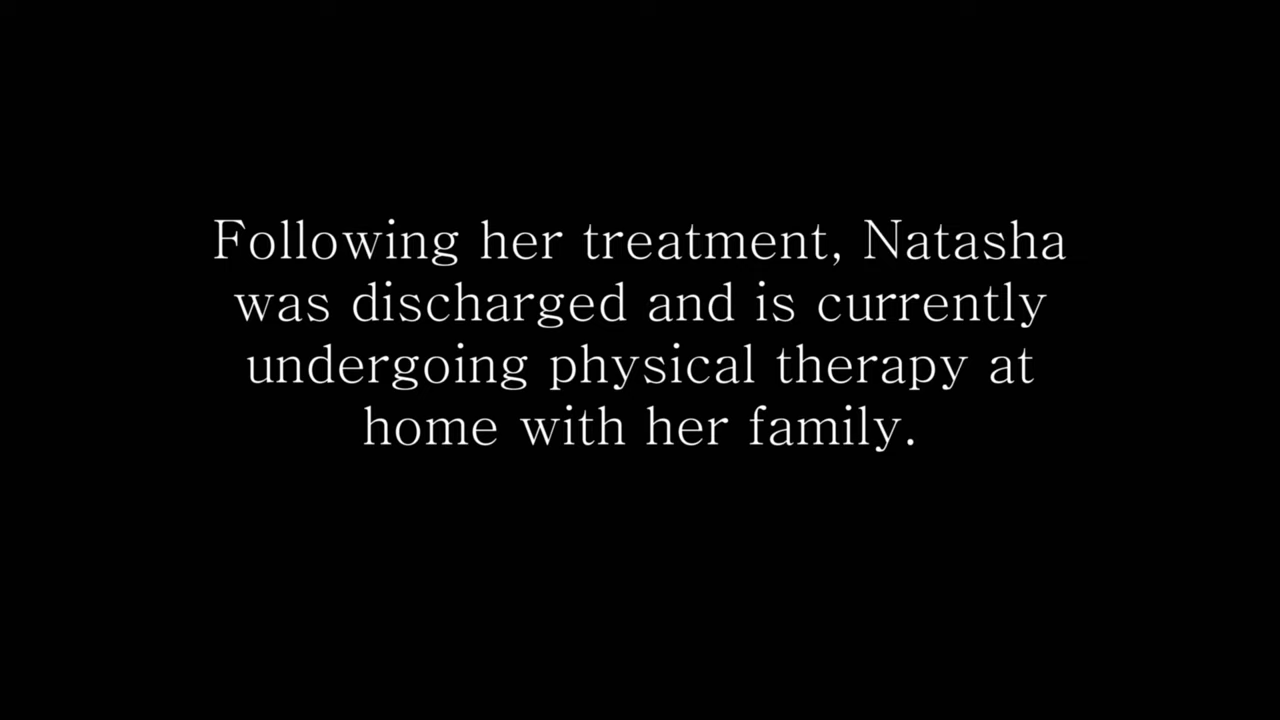 Following her treatment, Natasha
was discharged and is currently
undergoing physical therapy at
home with her family.